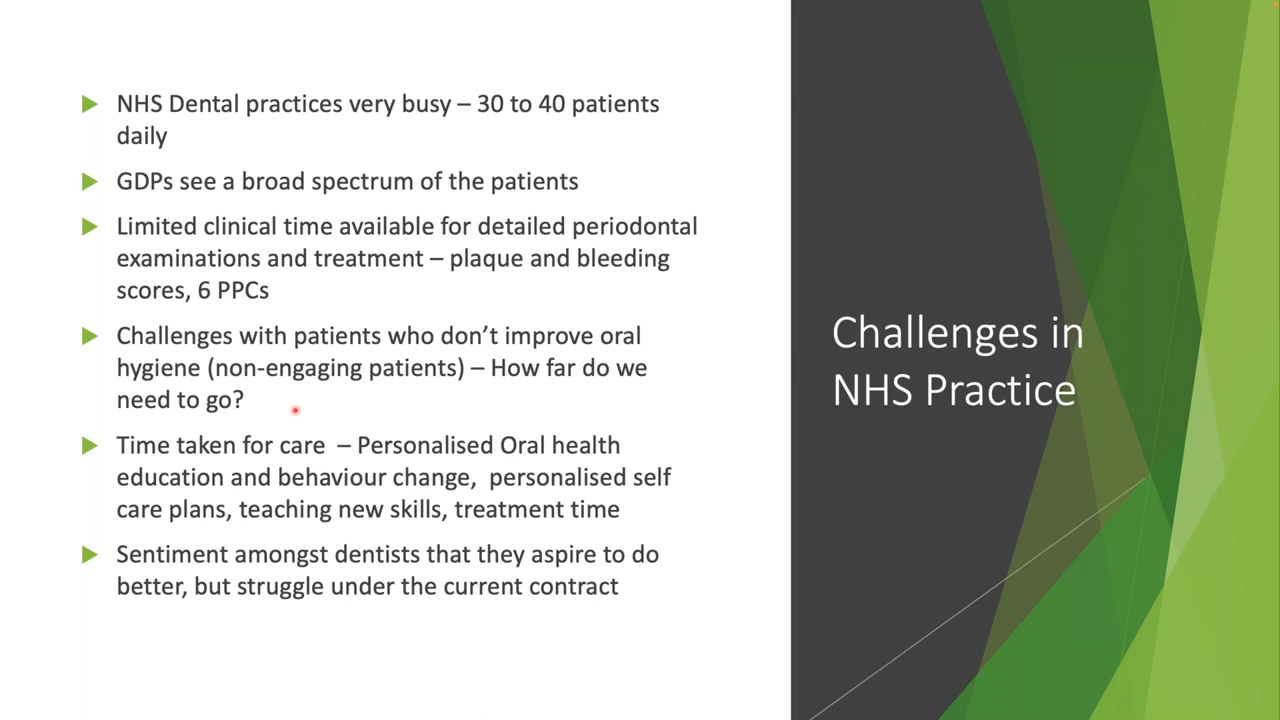 NHS Dental practices very busy – 30 to 40 patients
daily
GDPs see a broad spectrum of the patients
Limited clinical time available for detailed periodontal
examinations and treatment – plaque and bleeding
scores, 6 PPCs
Challenges with patients who don’t improve oral
hygiene (non-engaging patients) – How far do we
need to go?
Time taken for care – Personalised Oral health
education and behaviour change, personalised self
care plans, teaching new skills, treatment time
Sentiment amongst dentists that they aspire to do
better, but struggle under the current contract
Challenges in
NHS Practice